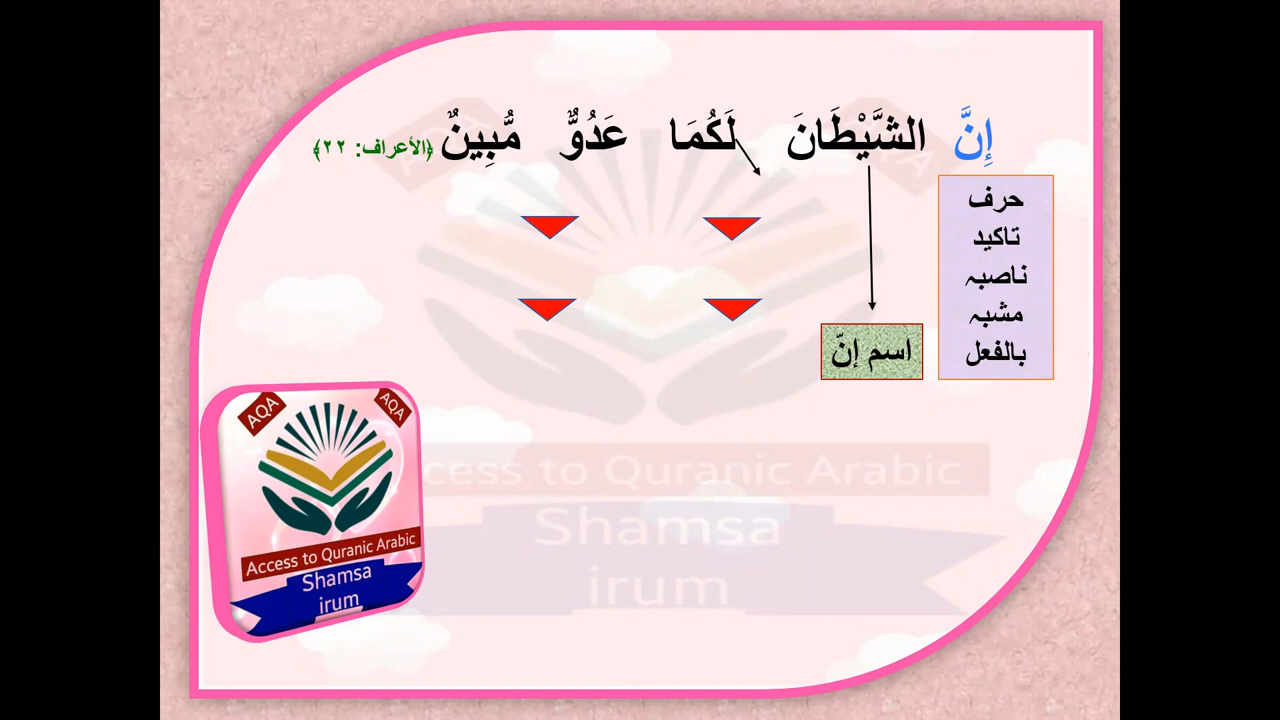 إِنَّ الشَّيْطَانَ لَكُمَا عَدُوٌّ مُّبِينٌ ﴿الأعراف: ٢٢﴾
حرف
تاکید
ناصبہ
مشبہ
بالفعل
اسم إنّ
AQA AQA
Access to Quranic Arabic
Shamsa
irum
Access to Quranic Arabic
Shamsa
irum